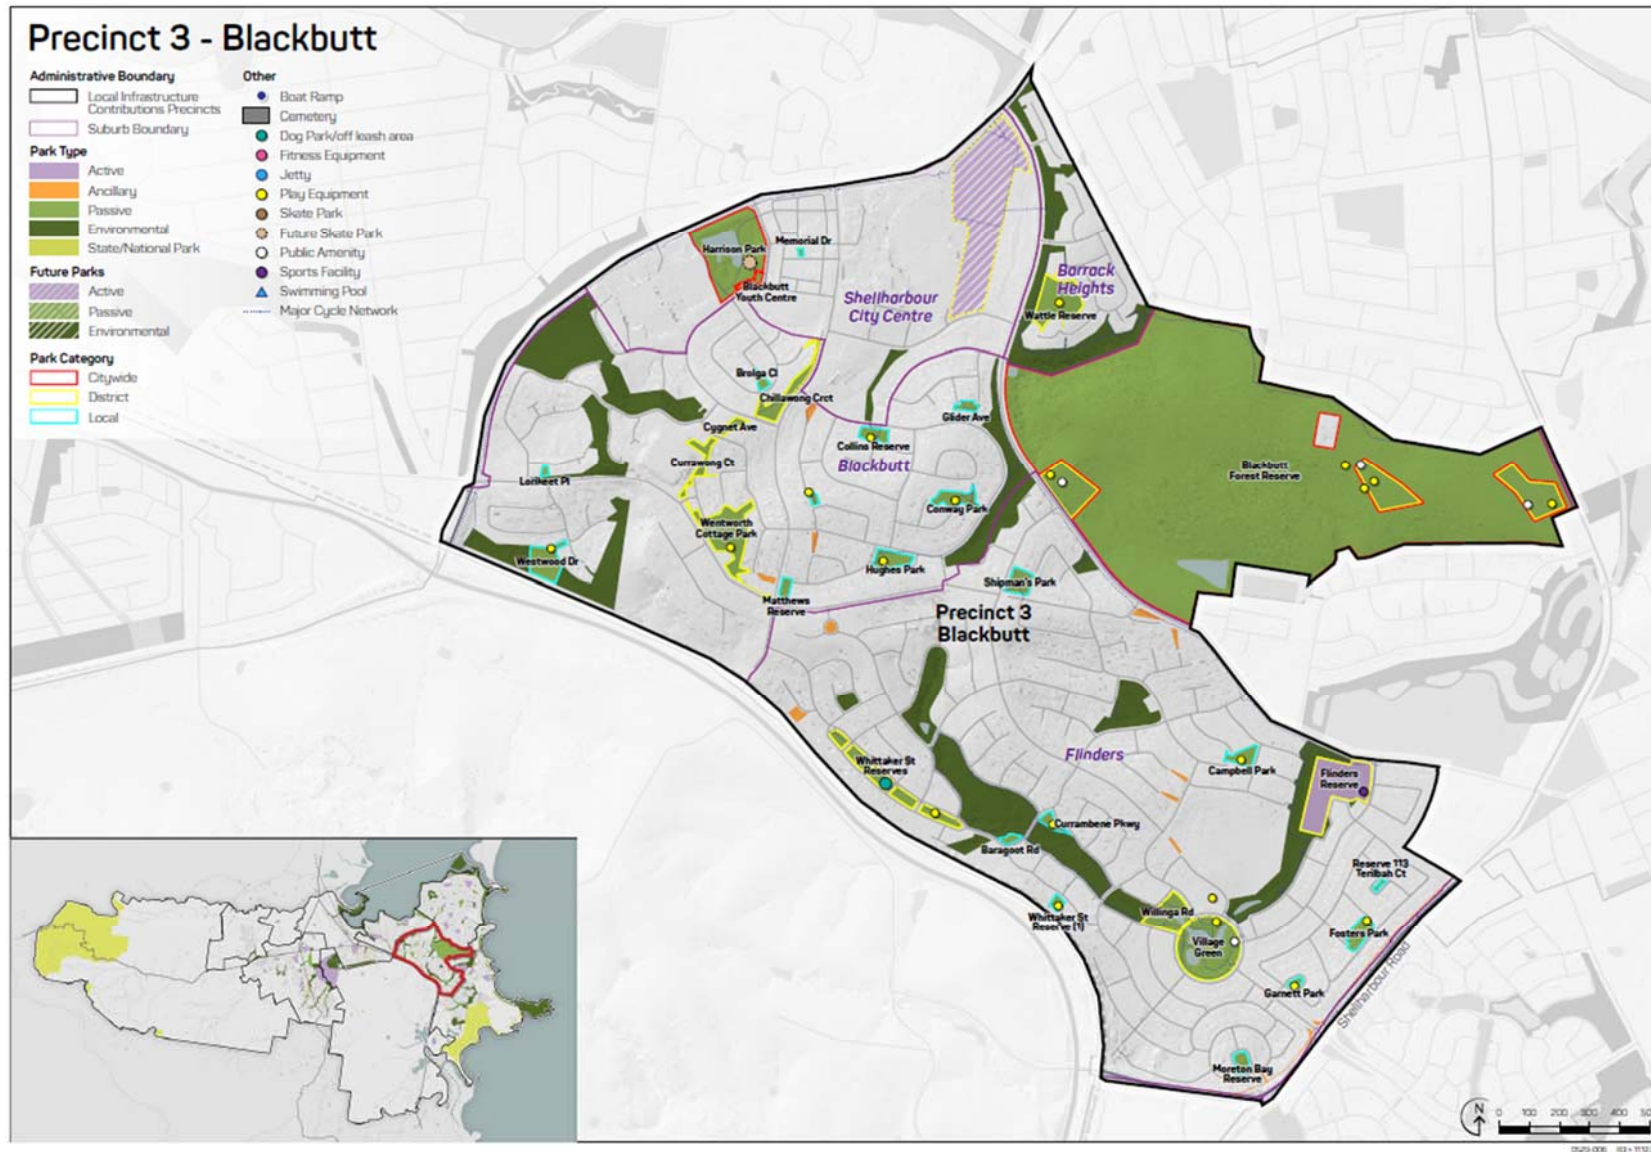 Precinct 3 - Blackbutt
Administrative Boundary
Local Infrastructure
Contributions Precincts
Suburb Boundary
Park Type
Active
Ancillary
Passive
Environmental
State/National Park
Future Parks
Active
Passive
Environmental
Park Category
Citywide
District
Local
Other
Boat Ramp
Cemetery
Dog Park/off leash area
Fitness Equipment
Jetty
Play Equipment
Skate Park
Future Skate Park
Public Amenity
Sports Facility
Swimming Pool
Major Cycle Network
Harrison Park
Memorial Dr
Blackbutt
Youth Centre
Shellharbour
City Centre
Barrack
Heights
Wattle Reserve
Brolga Cl
Chillawong Crct
Cygnet Ave
Glider Ave
Collins Reserve
Blackbutt
Currawong Ct
Lorikeet Pl
Blackbutt
Forest Reserve
Conway Park
Wentworth
Cottage Park
Westwood Dr
Hughes Park
Shipman's Park
Matthews
Reserve
Precinct 3
Blackbutt
Flinders
Whittaker St
Reserves
Campbell Park
Flinders
Reserve
Currambene Pkwy
Baragoot Rd
Reserve 113
Tenibah Ct
Whittaker St
Reserve (1)
Willinga Rd
Village
Green
Fosters Park
Garnett Park
Shellharbour Road
Moreton Bay
Reserve
N
0 100 200 300 400